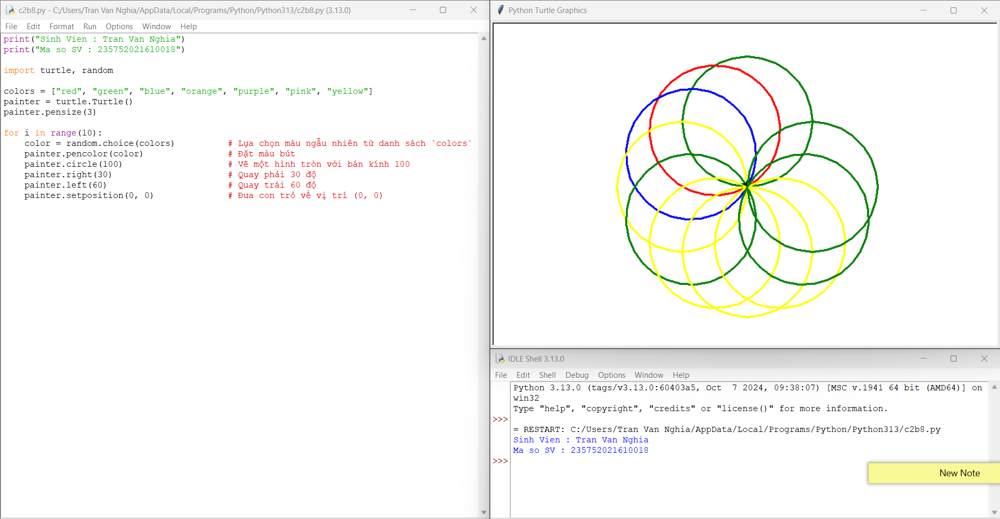 c2b8.py - C:/Users/Tran Van Nghia/AppData/Local/Programs/Python/Python313/c2b8.py (3.13.0)
File Edit Format Run Options Window Help
print("Sinh Vien : Tran Van Nghia")
print("Ma so SV : 235752021610018")
import turtle, random
colors = ["red", "green", "blue", "orange", "purple", "pink", "yellow"]
painter = turtle.Turtle()
painter.pensize(3)
for i in range(10):
color = random.choice(colors) # Lựa chọn màu ngẫu nhiên từ danh sách `colors`
painter.pencolor(color) # Đặt màu bút
painter.circle(100) # Vẽ một hình tròn với bán kính 100
painter.right(30) # Quay phải 30 độ
painter.left(60) # Quay trái 60 độ
painter.setposition(0, 0) # Đưa con trỏ về vị trí (0, 0)
Python Turtle Graphics
IDLE Shell 3.13.0
File Edit Shell Debug Options Window Help
Python 3.13.0 (tags/v3.13.0:60403a5, Oct  7 2024, 09:38:07) [MSC v.1941 64 bit (AMD64)] on
win32
Type "help", "copyright", "credits" or "license()" for more information.
>>>
= RESTART: C:/Users/Tran Van Nghia/AppData/Local/Programs/Python/Python313/c2b8.py
Sinh Vien : Tran Van Nghia
Ma so SV : 235752021610018
>>>
New Note